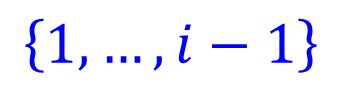 {1, ..., i − 1}